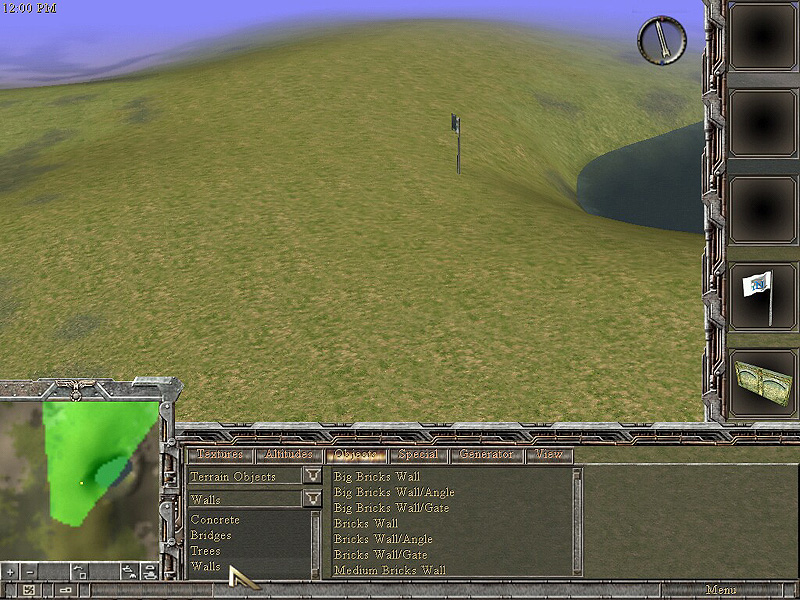 12:00 PM
Textures Altitudes Objects Special Generator View
Terrain Objects
Walls
Concrete
Bridges
Trees
Walls
Big Bricks Wall
Big Bricks Wall/Angle
Big Bricks Wall/Gate
Bricks Wall
Bricks Wall/Angle
Bricks Wall/Gate
Medium Bricks Wall
Menu